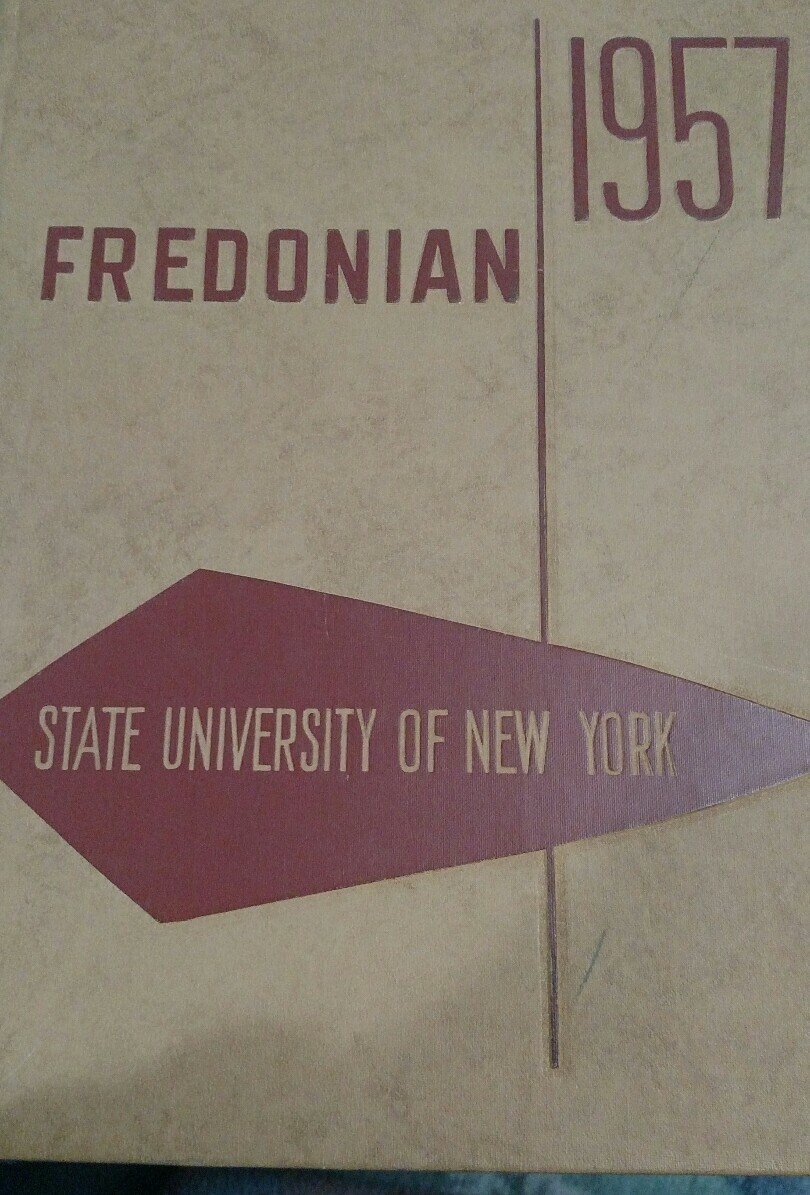 1957
FREDONIAN
STATE UNIVERSITY OF NEW YORK